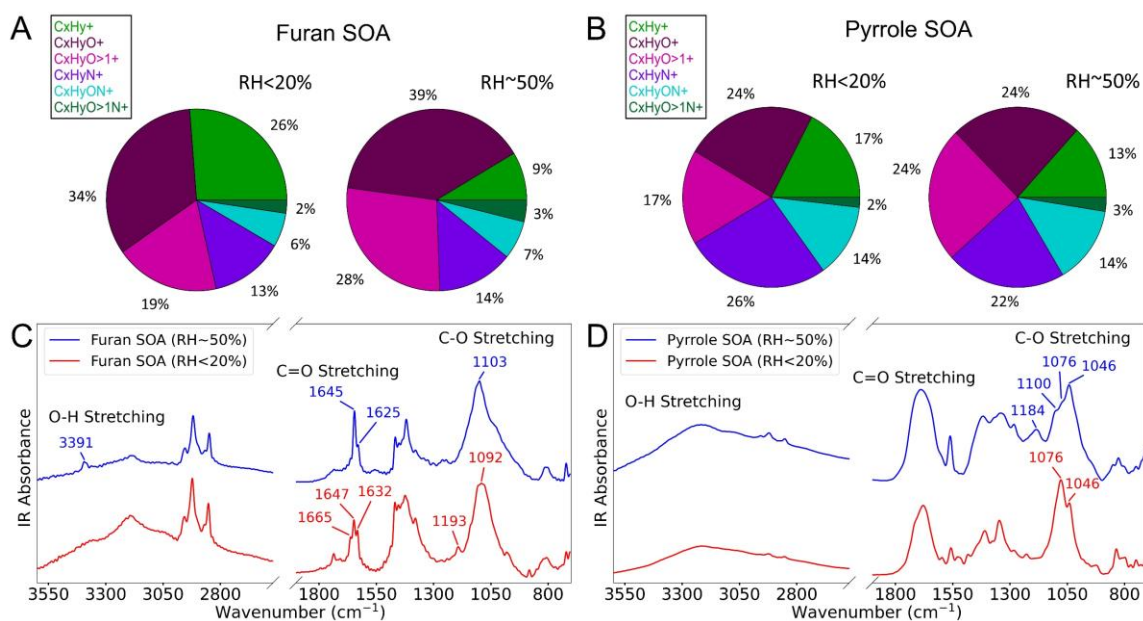 A
CxHy+
CxHyO+
CxHyO>1+
CxHyN+
CxHyON+
CxHyO>1N+
Furan SOA
RH<20%
RH~50%
26%
34%
19%
13%
6%
2%
39%
9%
3%
7%
14%
28%
B
CxHy+
CxHyO+
CxHyO>1+
CxHyN+
CxHyON+
CxHyO>1N+
Pyrrole SOA
RH<20%
RH~50%
24%
17%
17%
2%
14%
26%
24%
13%
24%
3%
14%
22%
C
Furan SOA (RH~50%)
Furan SOA (RH<20%)
C-O Stretching
C=O Stretching
O-H Stretching
1103
1645
1625
3391
1092
1647
1632
1665
1193
IR Absorbance
3550
3050
2800
1800
1550
1300
1050
800
Wavenumber (cm⁻¹)
D
Pyrrole SOA (RH~50%)
Pyrrole SOA (RH<20%)
C-O Stretching
C=O Stretching
O-H Stretching
1076
1046
1100
1184
1076
1046
IR Absorbance
3550
3050
2800
1800
1550
1300
1050
800
Wavenumber (cm⁻¹)